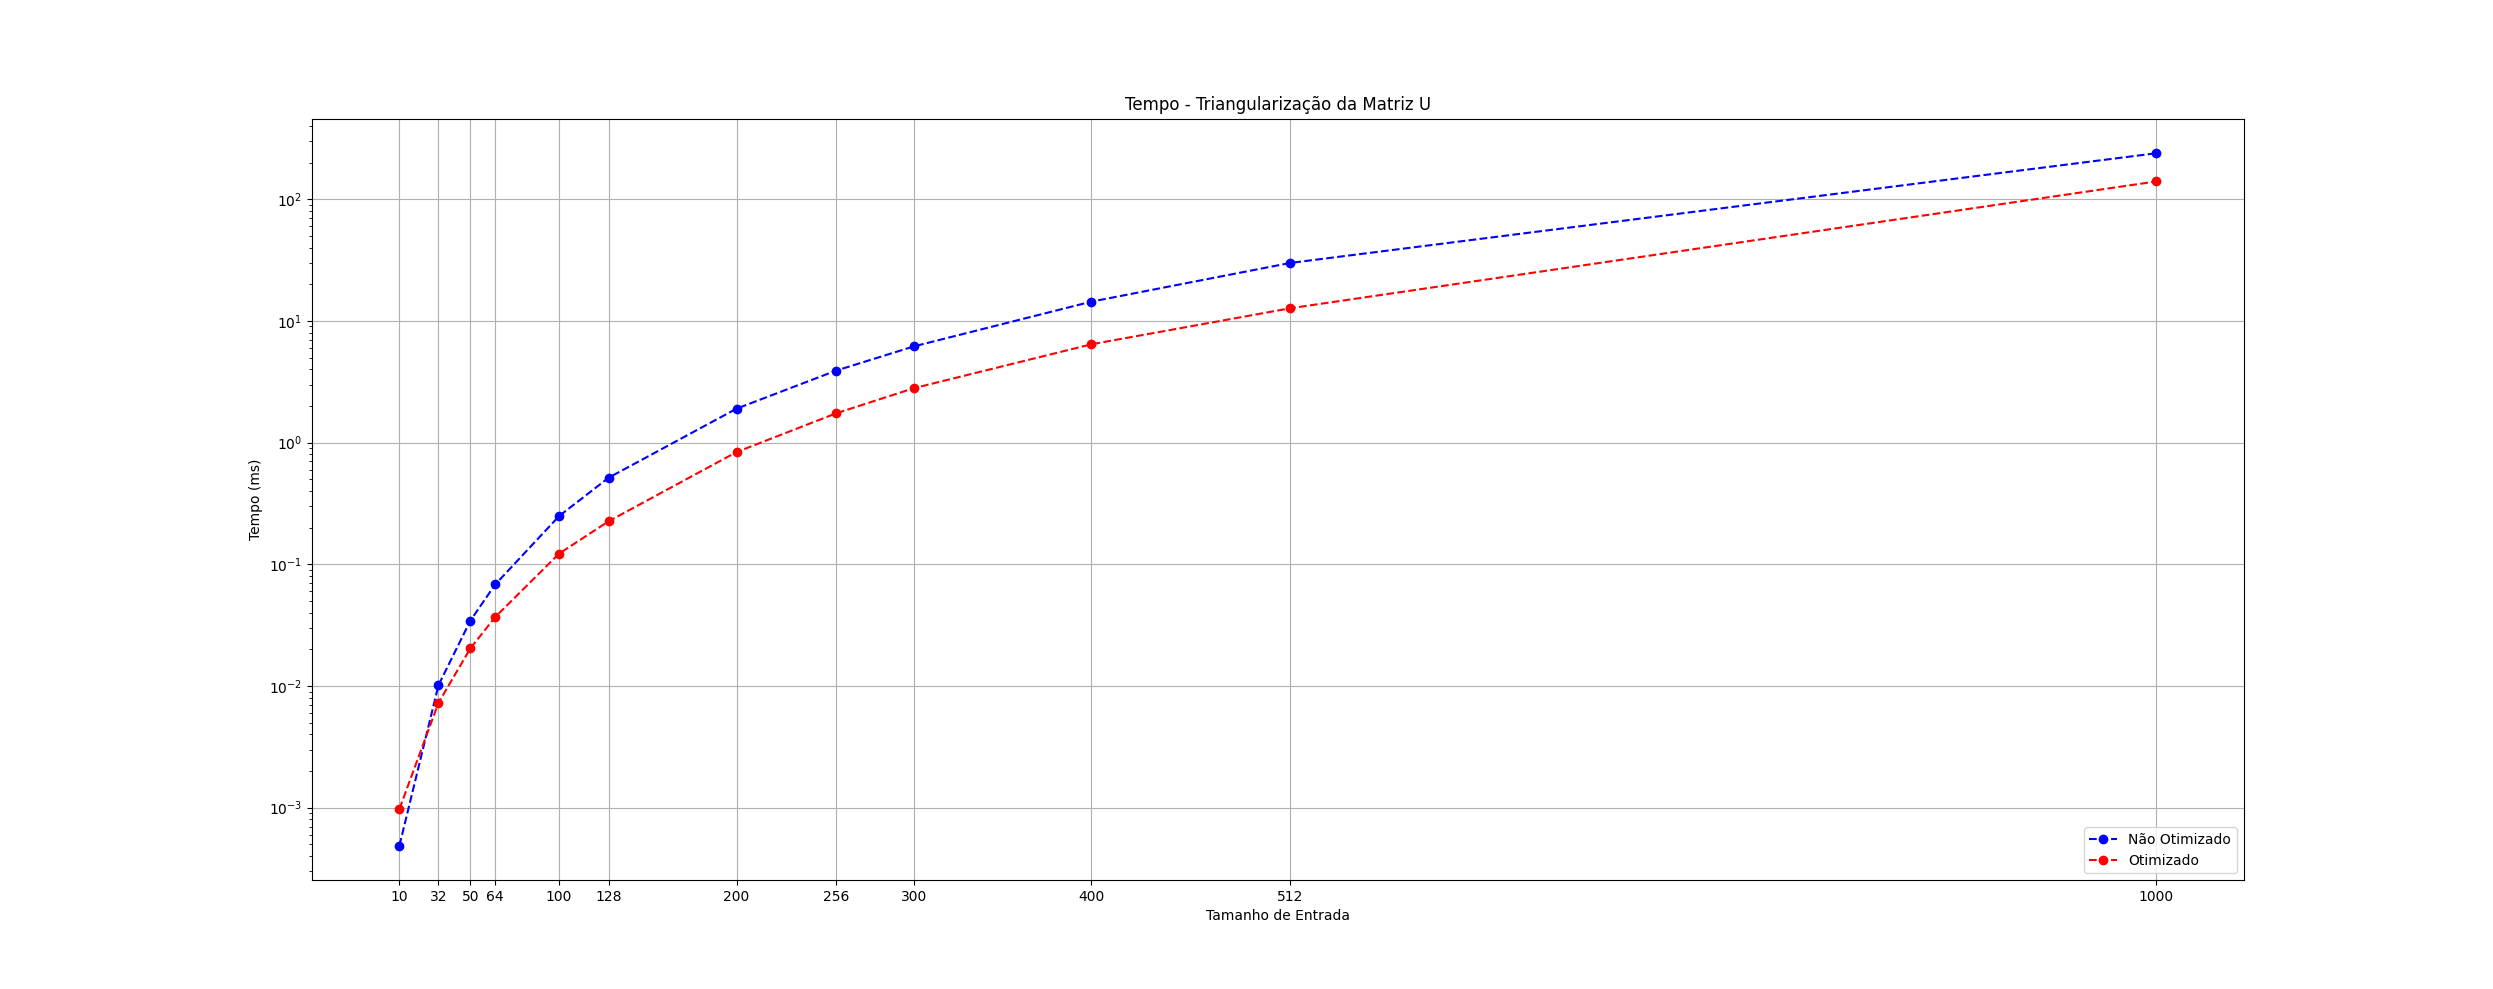 Tempo - Triangularização da Matriz U
Tempo (ms)
10²
10¹
10⁰
10⁻¹
10⁻²
10⁻³
10 32 50 64 100 128 200 256 300 400 512 1000
Tamanho de Entrada
Não Otimizado
Otimizado